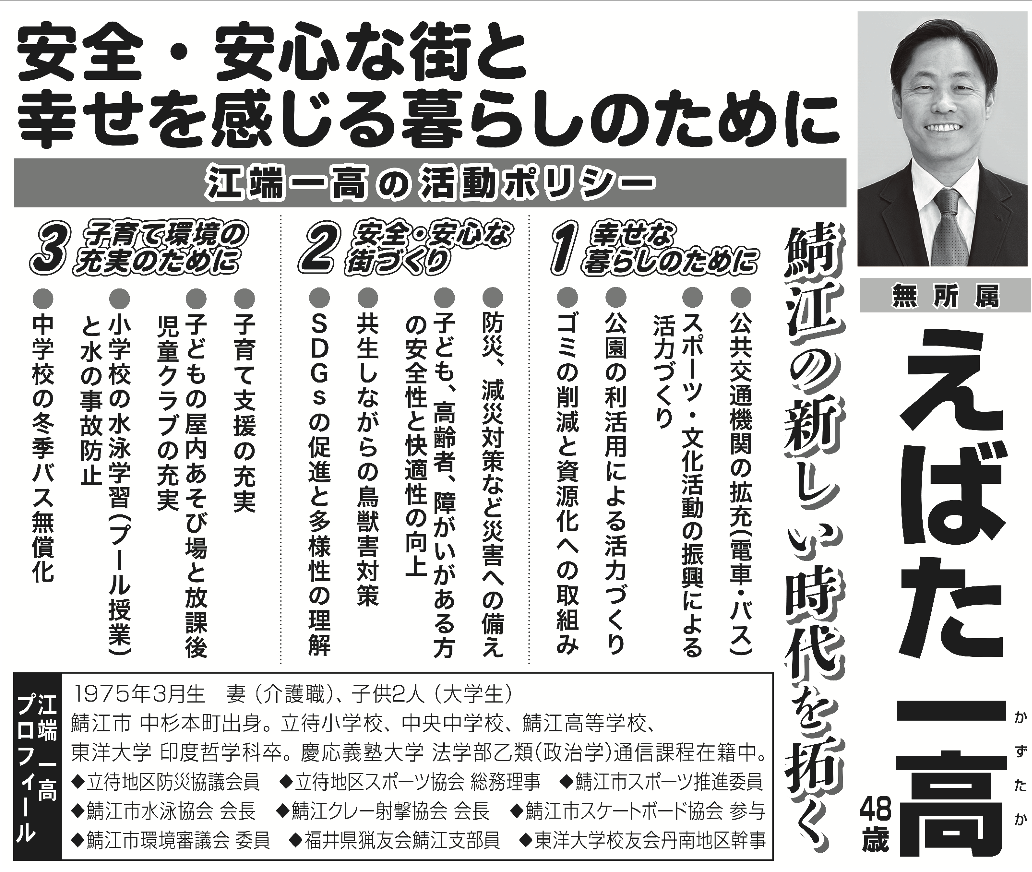 安全・安心な街と
幸せを感じる暮らしのために
江端一高の活動ポリシー
無所属
えばた 一高
かずたか
48歳
鯖江の新しい時代を拓く
1 幸せな
暮らしのために
●公共交通機関の拡充(電車・バス)
●スポーツ・文化活動の振興による
活力づくり
●公園の利活用による活力づくり
●ゴミの削減と資源化への取組み
2 安全・安心な
街づくり
●防災、減災対策など災害への備え
●子ども、高齢者、障がいがある方
の安全性と快適性の向上
●共生しながらの鳥獣害対策
●SDGsの促進と多様性の理解
3 子育て環境の
充実のために
●子育て支援の充実
●子どもの屋内あそび場と放課後
児童クラブの充実
●小学校の水泳学習(プール授業)
と水の事故防止
●中学校の冬季バス無償化
江端 一高
プロフィール
1975年3月生 妻(介護職)、子供2人(大学生)
鯖江市 中杉本町出身。立待小学校、中央中学校、鯖江高等学校、
東洋大学 印度哲学科卒。慶応義塾大学 法学部乙類(政治学)通信課程在籍中。
◆立待地区防災協議会員 ◆立待地区スポーツ協会 総務理事 ◆鯖江市スポーツ推進委員
◆鯖江市水泳協会 会長 ◆鯖江クレー射撃協会 会長 ◆鯖江市スケートボード協会 参与
◆鯖江市環境審議会 委員 ◆福井県猟友会鯖江支部員 ◆東洋大学校友会丹南地区幹事